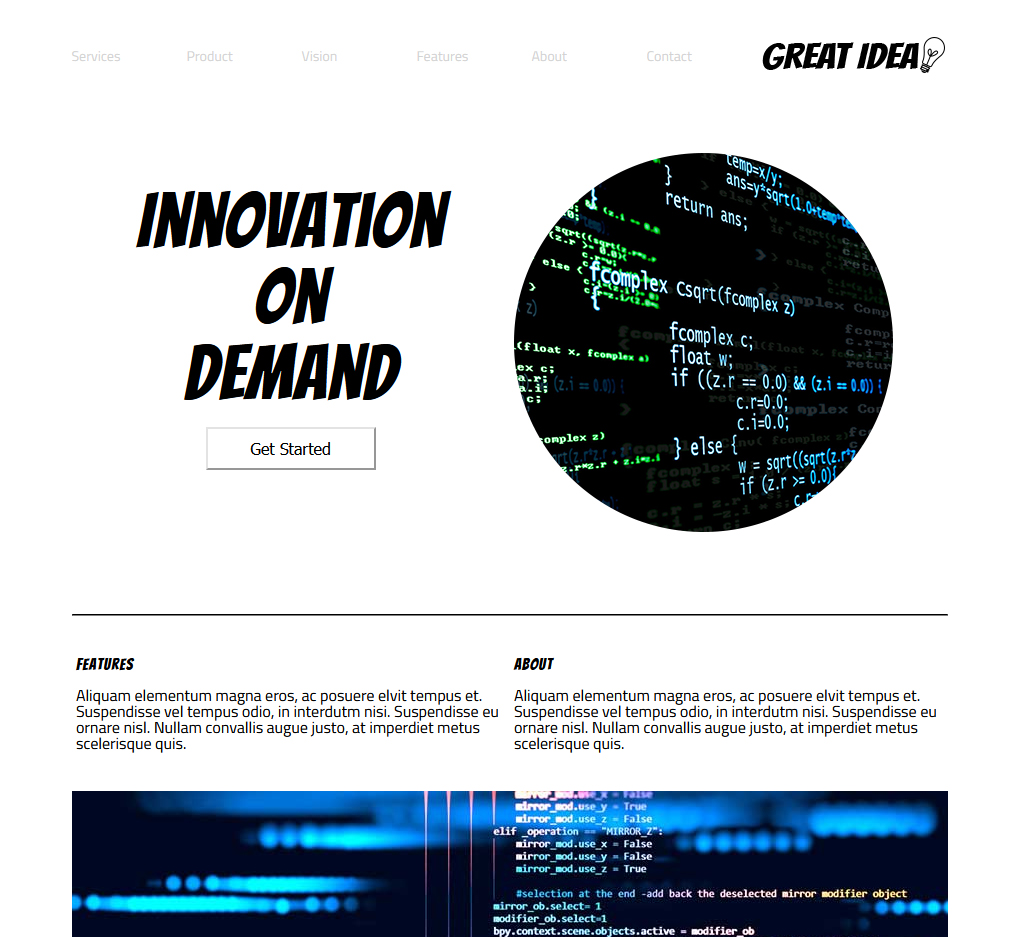 Services Product Vision Features About Contact GREAT IDEA
INNOVATION
ON
DEMAND
Get Started
temp=x/y;
ans=y*sqrt(1.0+temp*temp
}
return ans;
else {
fcomplex Csqrt(fcomplex z)
{
fcomplex c;
float w;
if ((z.r == 0.0) && (z.i == 0.0)) {
c.r=0.0;
c.i=0.0;
} else {
w = sqrt((sqrt(z.r*z
if (z.r >= 0.0){
(float x, fcomplex a)
complex z)
FEATURES
Aliquam elementum magna eros, ac posuere elvit tempus et.
Suspendisse vel tempus odio, in interdutm nisi. Suspendisse eu
ornare nisl. Nullam convallis augue justo, at imperdiet metus
scelerisque quis.
ABOUT
Aliquam elementum magna eros, ac posuere elvit tempus et.
Suspendisse vel tempus odio, in interdutm nisi. Suspendisse eu
ornare nisl. Nullam convallis augue justo, at imperdiet metus
scelerisque quis.
mirror_mod.use_x = False
mirror_mod.use_y = True
mirror_mod.use_z = False
elif _operation == "MIRROR_Z":
mirror_mod.use_x = False
mirror_mod.use_y = False
mirror_mod.use_z = True
#selection at the end -add back the deselected mirror modifier object
mirror_ob.select= 1
modifier_ob.select=1
bpy.context.scene.objects.active = modifier_ob